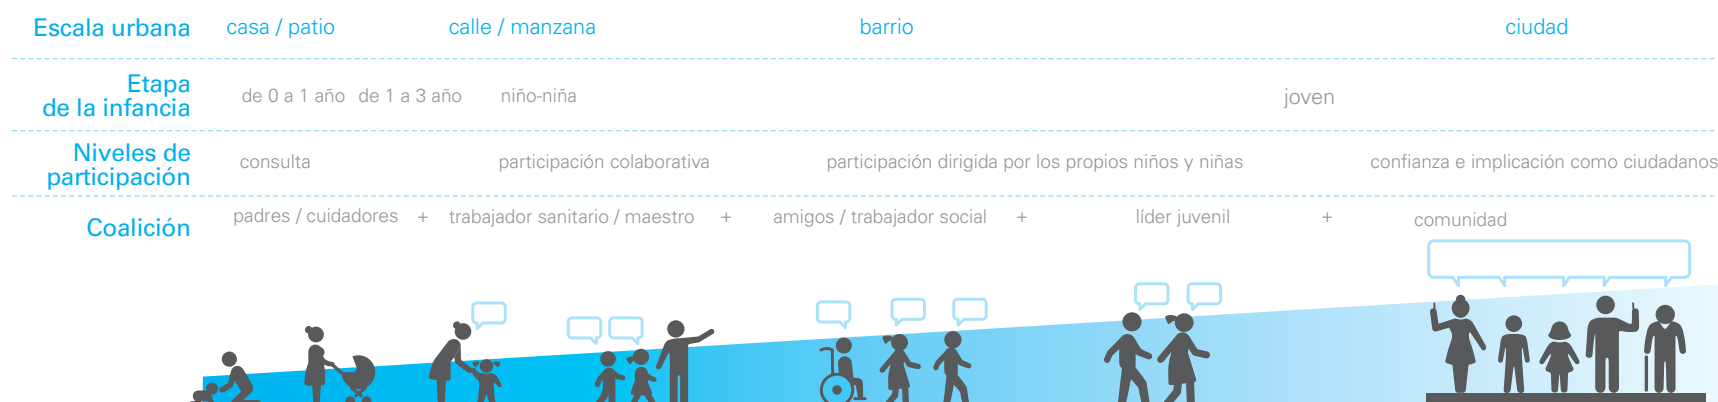 Escala urbana casa / patio calle / manzana barrio ciudad
Etapa
de la infancia de 0 a 1 año de 1 a 3 año niño-niña joven
Niveles de
participación consulta participación colaborativa participación dirigida por los propios niños y niñas confianza e implicación como ciudadanos
Coalición padres / cuidadores + trabajador sanitario / maestro + amigos / trabajador social + líder juvenil + comunidad